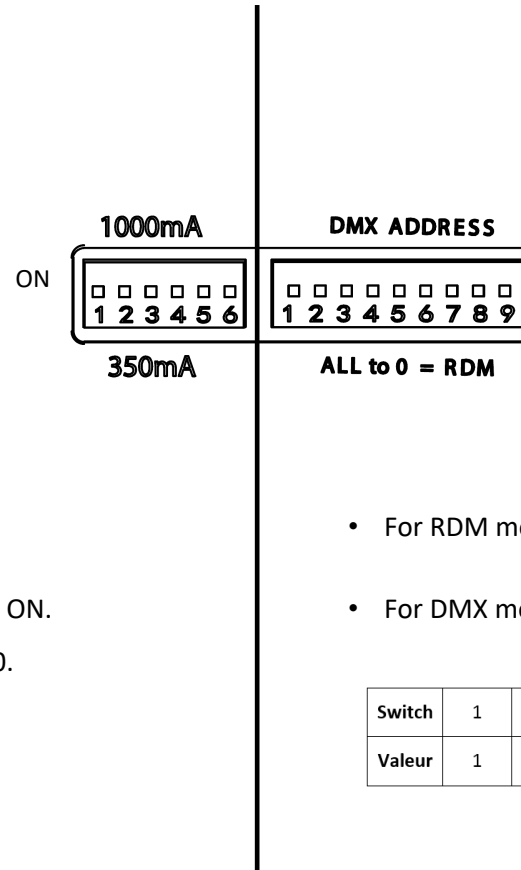 1000mA
ON
1 2 3 4 5 6
350mA
ON.
0.
DMX ADDRESS
1 2 3 4 5 6 7 8 9
ALL to 0 = RDM
• For RDM m
• For DMX m
Switch 1
Valeur 1